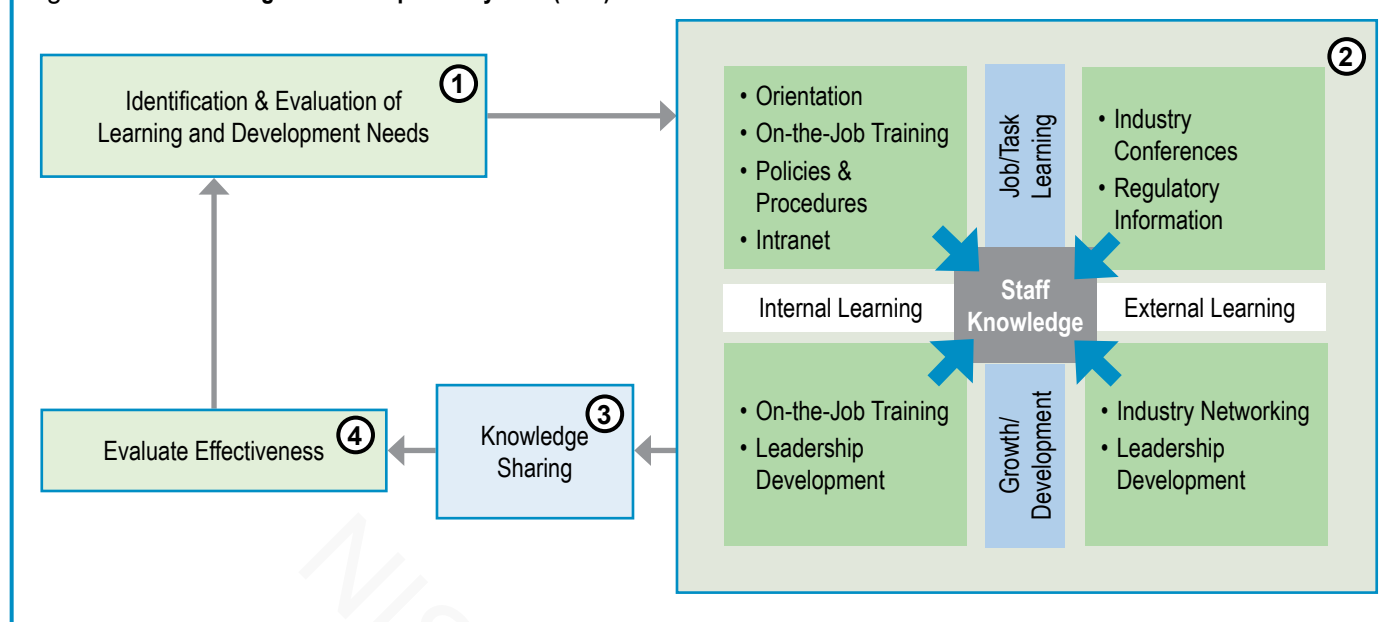 1
Identification & Evaluation of
Learning and Development Needs
2
• Orientation
• On-the-Job Training
• Policies &
Procedures
• Intranet
Job/Task
Learning
• Industry
Conferences
• Regulatory
Information
Internal Learning
Staff
Knowledge
External Learning
• On-the-Job Training
• Leadership
Development
Growth/
Development
• Industry Networking
• Leadership
Development
3
Knowledge
Sharing
4
Evaluate Effectiveness